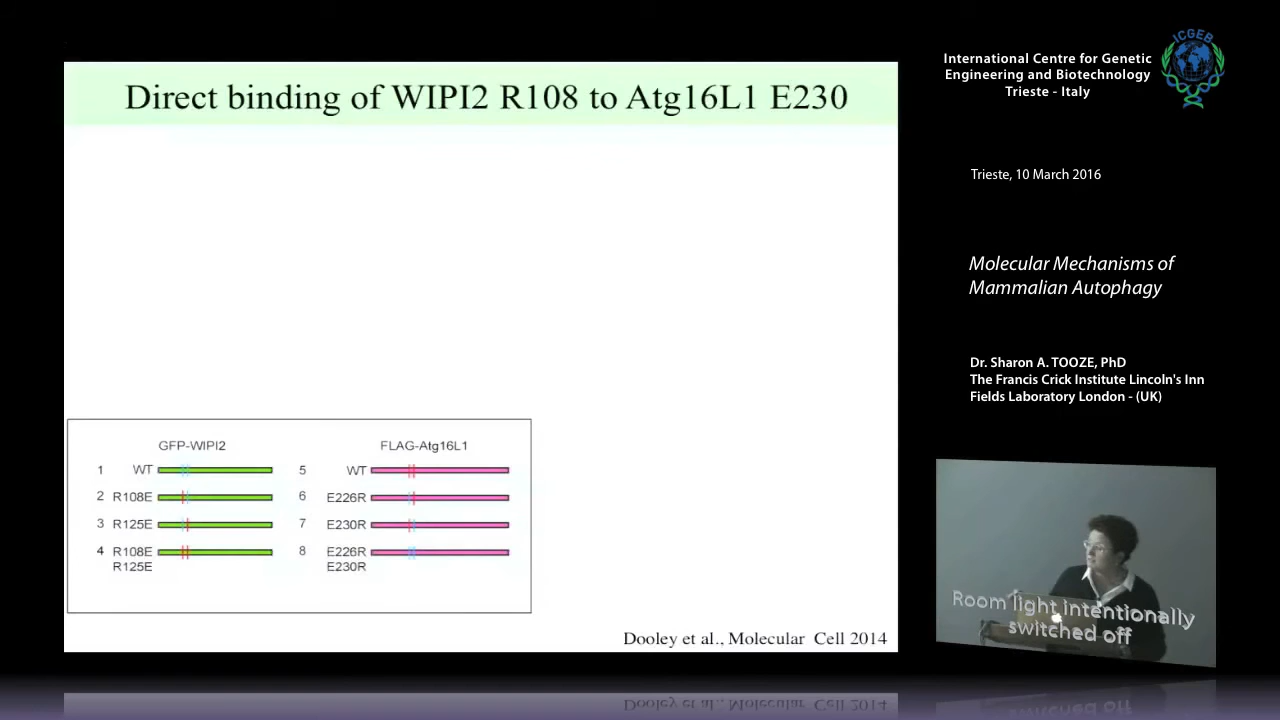 Direct binding of WIPI2 R108 to Atg16L1 E230
GFP-WIPI2
FLAG-Atg16L1
1 WT
5 WT
2 R108E
6 E226R
3 R125E
7 E230R
4 R108E
R125E
8 E226R
E230R
Dooley et al., Molecular Cell 2014
ICGEB
International Centre for Genetic
Engineering and Biotechnology
Trieste - Italy
Trieste, 10 March 2016
Molecular Mechanisms of
Mammalian Autophagy
Dr. Sharon A. TOOZE, PhD
The Francis Crick Institute Lincoln's Inn
Fields Laboratory London - (UK)
Room light intentionally
switched off